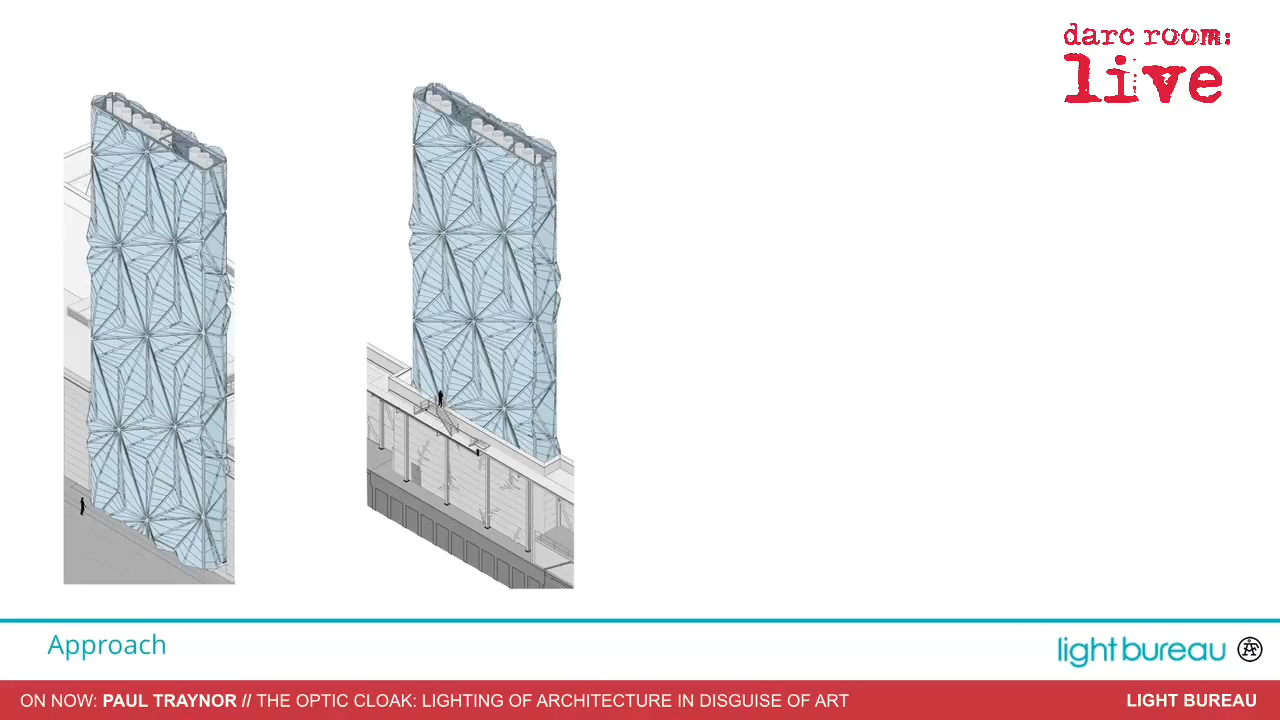 darc room:
live
Approach
light bureau
ON NOW: PAUL TRAYNOR // THE OPTIC CLOAK: LIGHTING OF ARCHITECTURE IN DISGUISE OF ART
LIGHT BUREAU